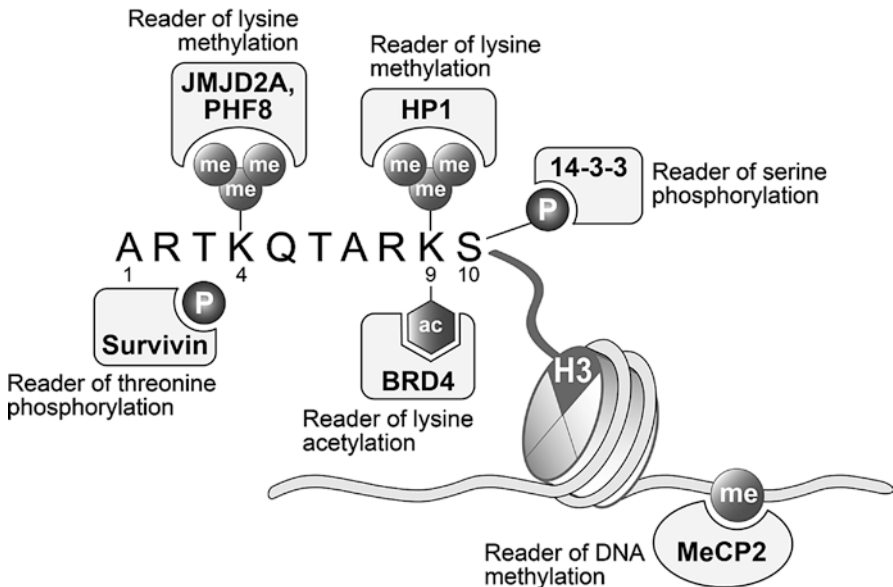 Reader of lysine
methylation
JMJD2A,
PHF8
me me
me
Reader of lysine
methylation
HP1
me me
me
14-3-3
P
Reader of serine
phosphorylation
ARTKQTARKS
1 4 9 10
P
Survivin
Reader of threonine
phosphorylation
ac
BRD4
Reader of lysine
acetylation
H3
me
MeCP2
Reader of DNA
methylation